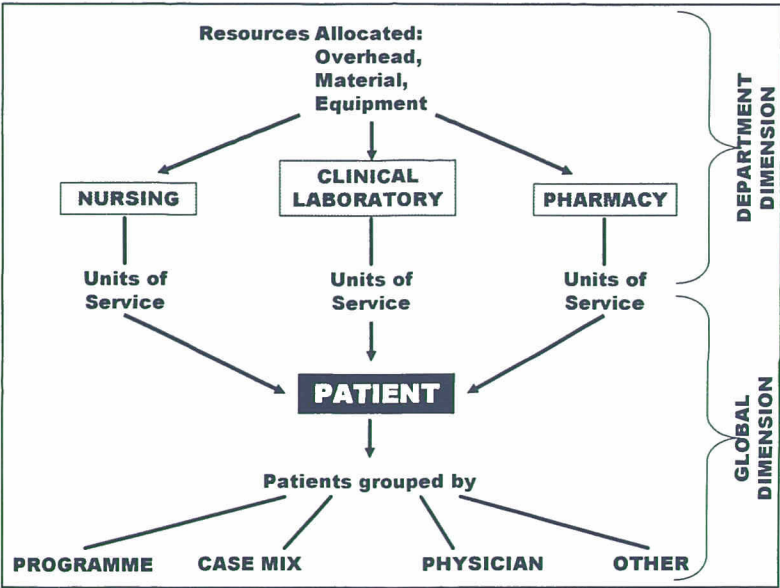 Resources Allocated:
Overhead,
Material,
Equipment
NURSING
CLINICAL
LABORATORY
PHARMACY
DEPARTMENT
DIMENSION
Units of
Service
Units of
Service
Units of
Service
PATIENT
Patients grouped by
PROGRAMME
CASE MIX
PHYSICIAN
OTHER
GLOBAL
DIMENSION